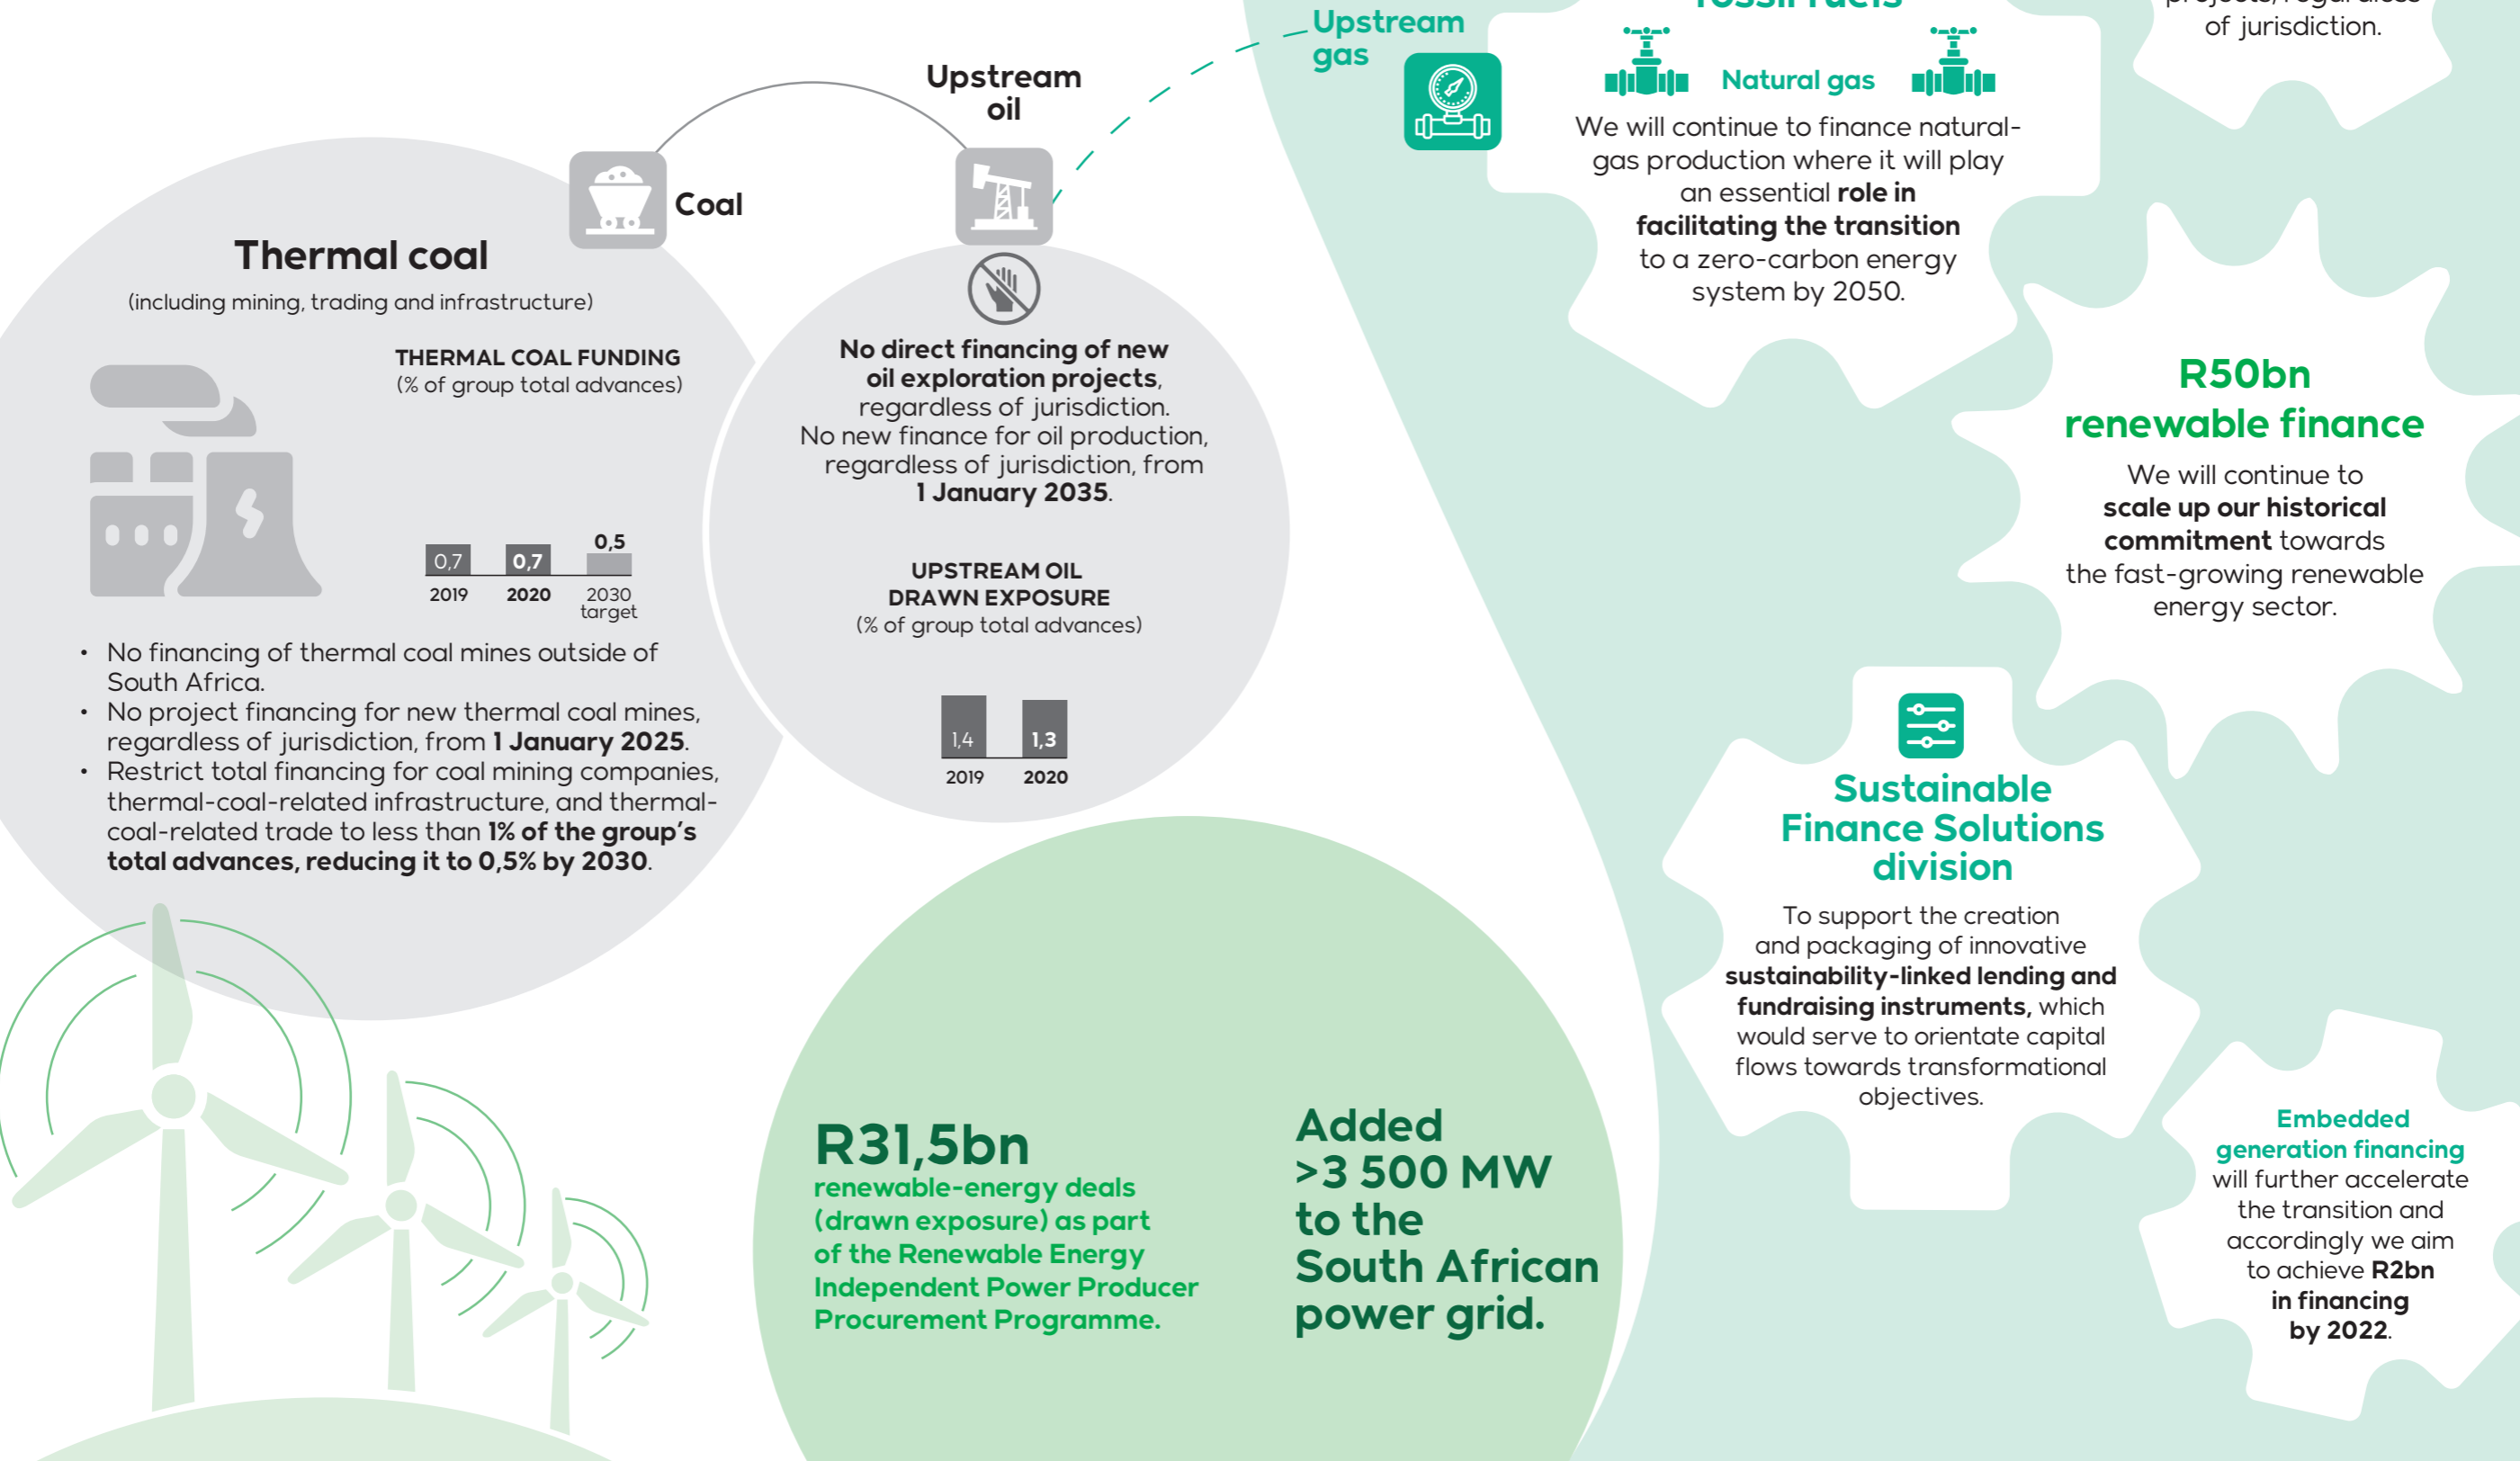 Thermal coal
(including mining, trading and infrastructure)
Coal
THERMAL COAL FUNDING
(% of group total advances)
0,7
0,7
0,5
2019
2020
2030
target
• No financing of thermal coal mines outside of
South Africa.
• No project financing for new thermal coal mines,
regardless of jurisdiction, from 1 January 2025.
• Restrict total financing for coal mining companies,
thermal-coal-related infrastructure, and thermal-
coal-related trade to less than 1% of the group’s
total advances, reducing it to 0,5% by 2030.
Upstream
oil
No direct financing of new
oil exploration projects,
regardless of jurisdiction.
No new finance for oil production,
regardless of jurisdiction, from
1 January 2035.
UPSTREAM OIL
DRAWN EXPOSURE
(% of group total advances)
1,4
1,3
2019
2020
R31,5bn
renewable-energy deals
(drawn exposure) as part
of the Renewable Energy
Independent Power Producer
Procurement Programme.
Added
>3 500 MW
to the
South African
power grid.
Upstream
gas
fossil fuels
Natural gas
We will continue to finance natural-
gas production where it will play
an essential role in
facilitating the transition
to a zero-carbon energy
system by 2050.
projects, regardless
of jurisdiction.
R50bn
renewable finance
We will continue to
scale up our historical
commitment towards
the fast-growing renewable
energy sector.
Sustainable
Finance Solutions
division
To support the creation
and packaging of innovative
sustainability-linked lending and
fundraising instruments, which
would serve to orientate capital
flows towards transformational
objectives.
Embedded
generation financing
will further accelerate
the transition and
accordingly we aim
to achieve R2bn
in financing
by 2022.